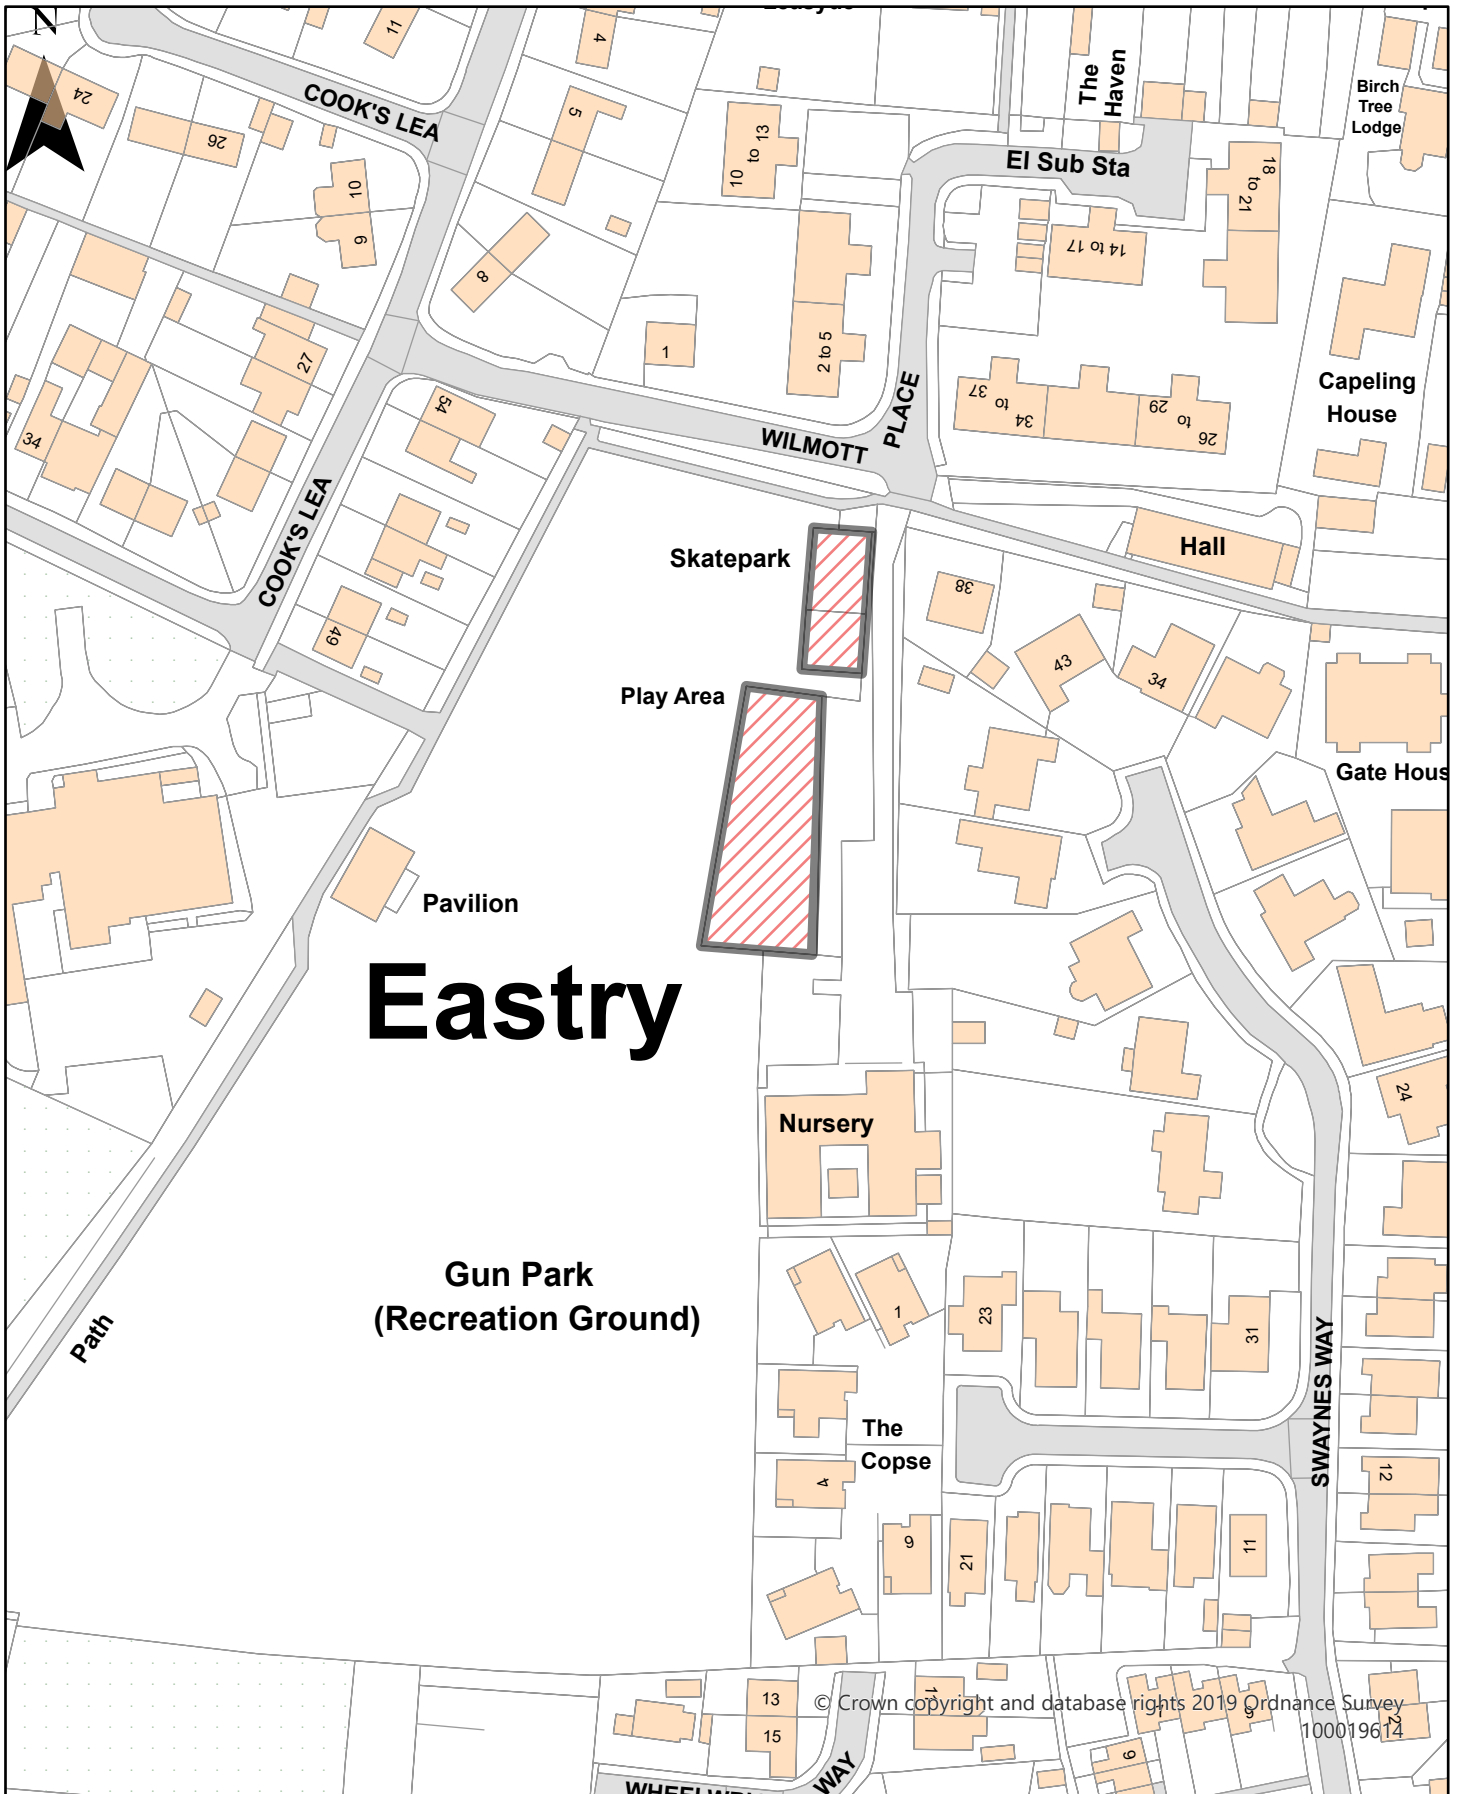 N
11
4
24
COOK'S LEA
26
5
10
6
8
10 to 13
The
Haven
El Sub Sta
18 to 21
14 to 17
Birch
Tree
Lodge
27
1
2 to 5
34
54
WILMOTT
PLACE
37 to 34
29 to 26
Capeling
House
COOK'S LEA
49
Skatepark
Hall
38
43
34
Play Area
Gate Hous
Pavilion
Eastry
24
Nursery
Gun Park
(Recreation Ground)
Path
1
23
31
SWAYNES WAY
The
Copse
4
12
9
21
11
13
15
© Crown copyright and database rights 2019 Ordnance Survey
100019614
2
9
WAY